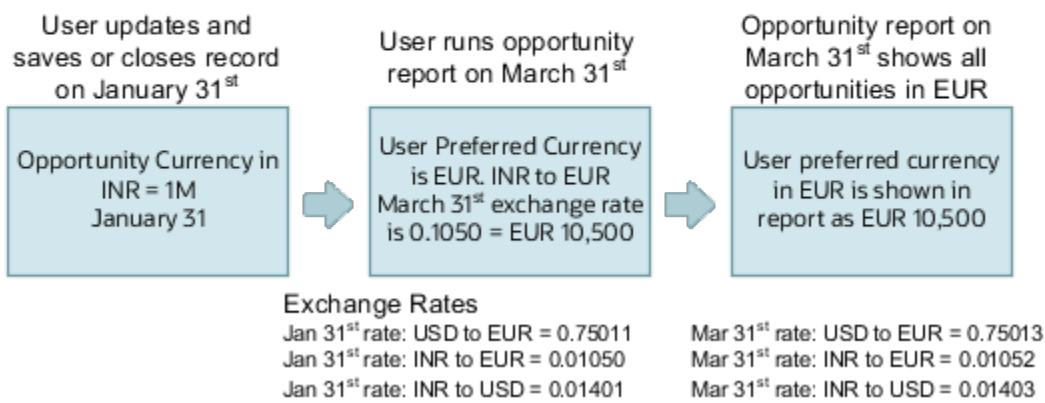 User updates and
saves or closes record
on January 31st
User runs opportunity
report on March 31st
Opportunity report on
March 31st shows all
opportunities in EUR
Opportunity Currency in
INR = 1M
January 31
User Preferred Currency
is EUR. INR to EUR
March 31st exchange rate
is 0.1050 = EUR 10,500
User preferred currency
in EUR is shown in
report as EUR 10,500
Exchange Rates
Jan 31st rate: USD to EUR = 0.75011
Jan 31st rate: INR to EUR = 0.01050
Jan 31st rate: INR to USD = 0.01401
Mar 31st rate: USD to EUR = 0.75013
Mar 31st rate: INR to EUR = 0.01052
Mar 31st rate: INR to USD = 0.01403